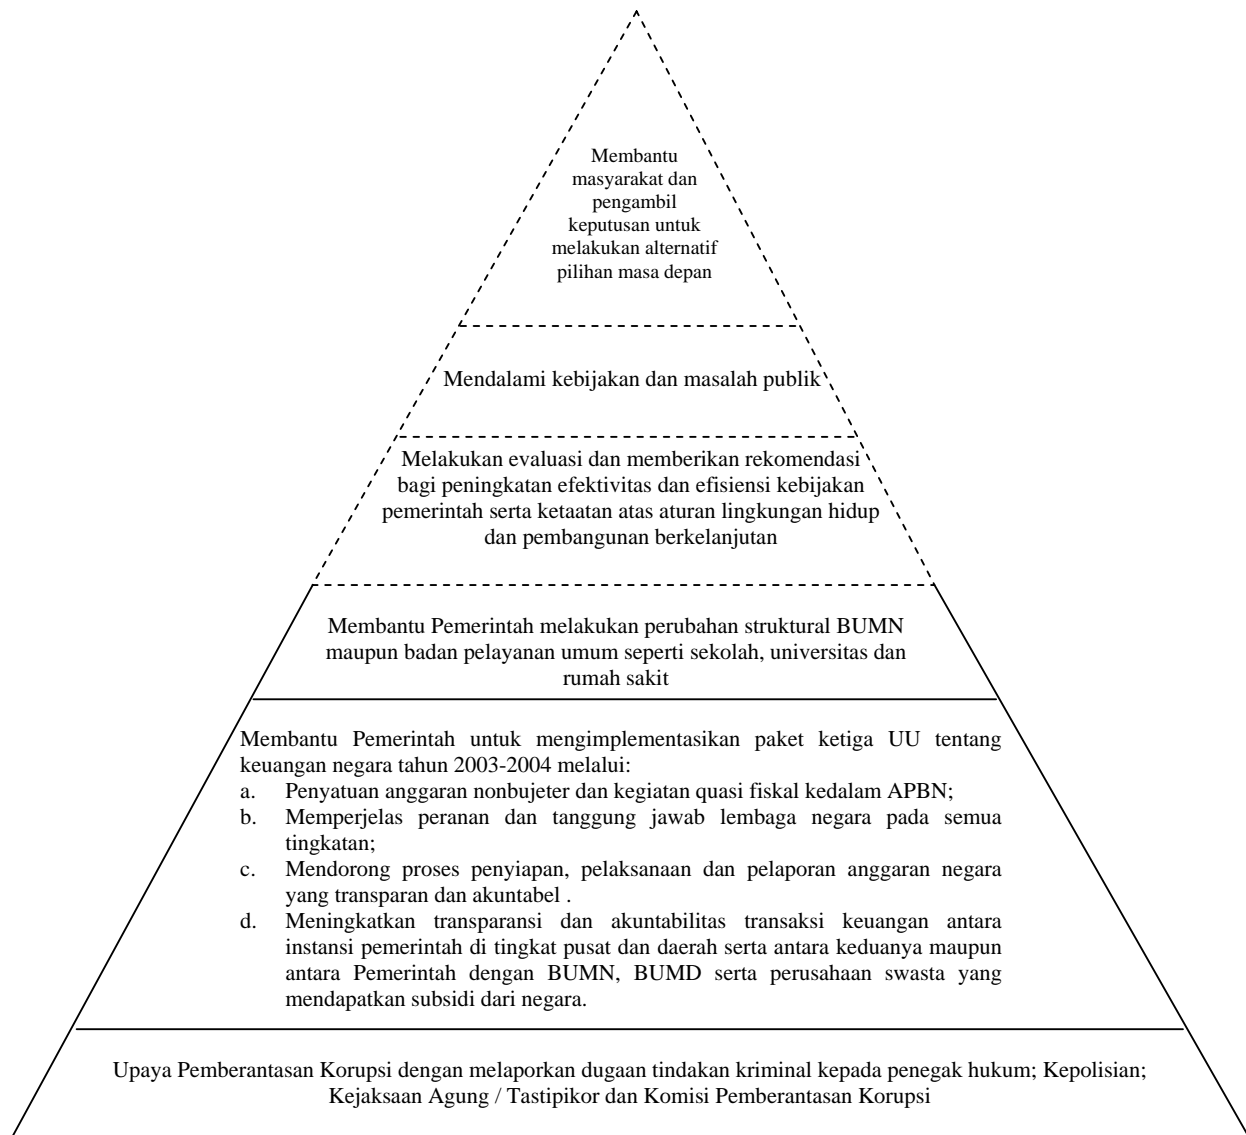 Membantu
masyarakat dan
pengambil
keputusan untuk
melakukan alternatif
pilihan masa depan
Mendalami kebijakan dan masalah publik
Melakukan evaluasi dan memberikan rekomendasi
bagi peningkatan efektivitas dan efisiensi kebijakan
pemerintah serta ketaatan atas aturan lingkungan hidup
dan pembangunan berkelanjutan
Membantu Pemerintah melakukan perubahan struktural BUMN
maupun badan pelayanan umum seperti sekolah, universitas dan
rumah sakit
Membantu Pemerintah untuk mengimplementasikan paket ketiga UU tentang
keuangan negara tahun 2003-2004 melalui:
a. Penyatuan anggaran nonbujeter dan kegiatan quasi fiskal kedalam APBN;
b. Memperjelas peranan dan tanggung jawab lembaga negara pada semua
tingkatan;
c. Mendorong proses penyiapan, pelaksanaan dan pelaporan anggaran negara
yang transparan dan akuntabel .
d. Meningkatkan transparansi dan akuntabilitas transaksi keuangan antara
instansi pemerintah di tingkat pusat dan daerah serta antara keduanya maupun
antara Pemerintah dengan BUMN, BUMD serta perusahaan swasta yang
mendapatkan subsidi dari negara.
Upaya Pemberantasan Korupsi dengan melaporkan dugaan tindakan kriminal kepada penegak hukum; Kepolisian;
Kejaksaan Agung / Tastipikor dan Komisi Pemberantasan Korupsi